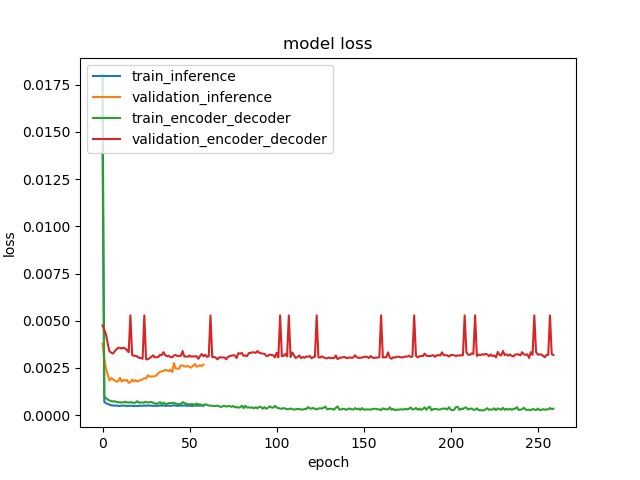 model loss
train_inference
validation_inference
train_encoder_decoder
validation_encoder_decoder
0.0175
0.0150
0.0125
0.0100
0.0075
0.0050
0.0025
0.0000
loss
0 50 100 150 200 250
epoch